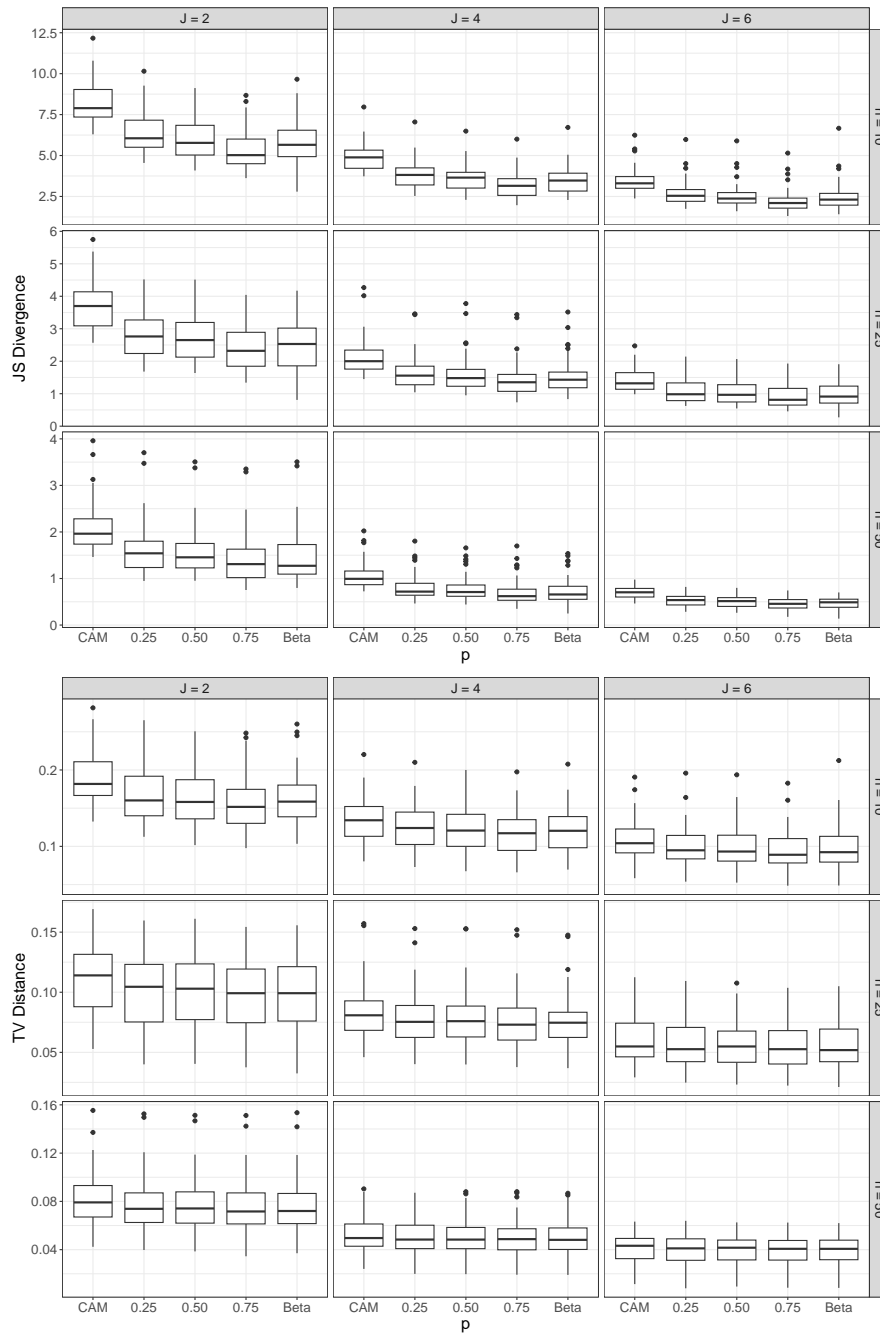 J = 2
J = 4
J = 6
12.5
10.0
7.5
5.0
2.5
6
5
4
3
2
1
0
4
3
2
1
0
JS Divergence
CAM 0.25 0.50 0.75 Beta
CAM 0.25 0.50 0.75 Beta
CAM 0.25 0.50 0.75 Beta
p
J = 2
J = 4
J = 6
0.2
0.1
0.15
0.10
0.05
0.16
0.12
0.08
0.04
TV Distance
CAM 0.25 0.50 0.75 Beta
CAM 0.25 0.50 0.75 Beta
CAM 0.25 0.50 0.75 Beta
p